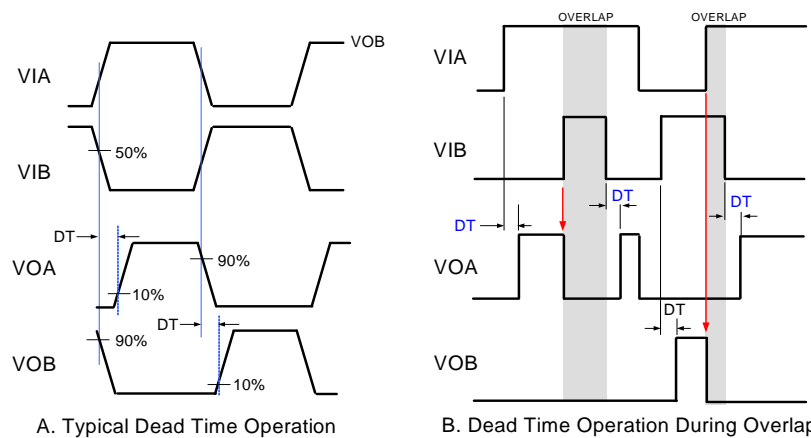 VOB
VIA
50%
VIB
DT
VOA
90%
10%
DT
90%
VOB
10%
A. Typical Dead Time Operation
OVERLAP
OVERLAP
VIA
VIB
DT
DT
DT
VOA
DT
VOB
B. Dead Time Operation During Overlap